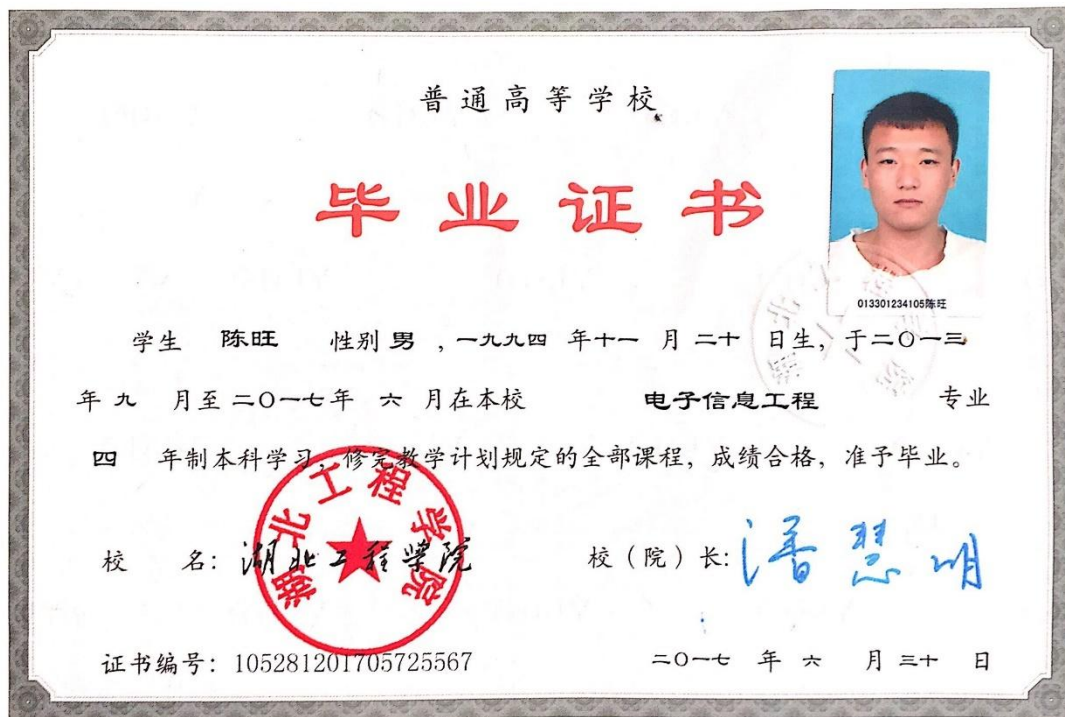 普通高等学校
毕业证书
013301234105陈旺
学生 陈旺 性别 男 ,一九九四 年 十一 月 二十 日生, 于二〇一三
年 九 月至 二〇一七 年 六 月在本校 电子信息工程 专业
四 年制本科学习, 修完教学计划规定的全部课程, 成绩合格, 准予毕业。
湖北工程学院
校 名: 湖北工程学院 校（院）长: 潘慧明
证书编号: 105281201705725567 二〇一七 年 六 月 三十 日